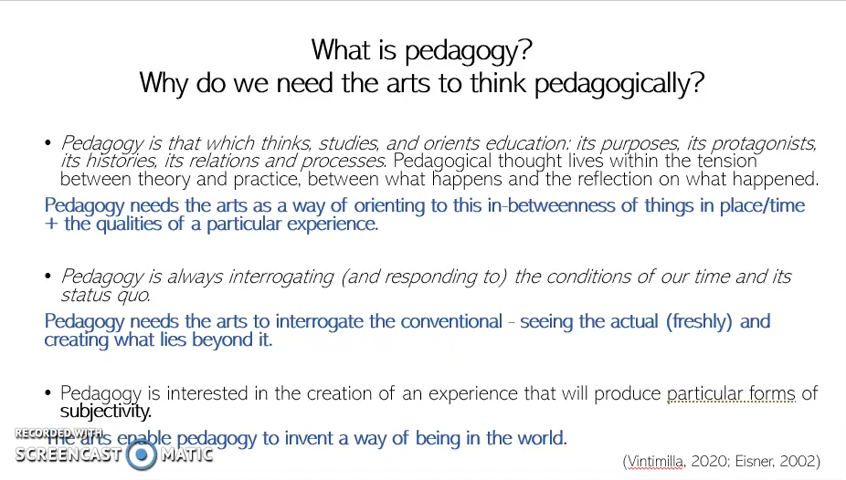 What is pedagogy?
Why do we need the arts to think pedagogically?
• Pedagogy is that which thinks, studies, and orients education: its purposes, its protagonists,
its histories, its relations and processes. Pedagogical thought lives within the tension
between theory and practice, between what happens and the reflection on what happened.
Pedagogy needs the arts as a way of orienting to this in-betweenness of things in place/time
+ the qualities of a particular experience.
• Pedagogy is always interrogating (and responding to) the conditions of our time and its
status quo.
Pedagogy needs the arts to interrogate the conventional - seeing the actual (freshly) and
creating what lies beyond it.
• Pedagogy is interested in the creation of an experience that will produce particular forms of
subjectivity.
The arts enable pedagogy to invent a way of being in the world.
RECORDED WITH
SCREENCAST MATIC
(Vintimilla, 2020; Eisner, 2002)